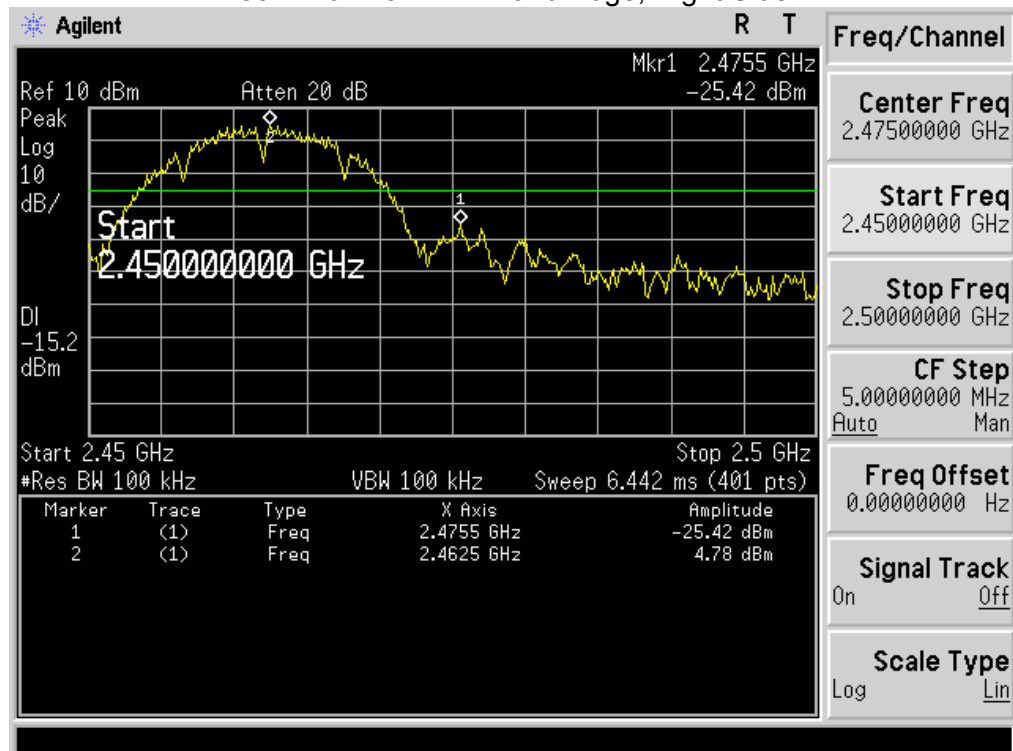 Agilent R T
Mkr1 2.4755 GHz
Ref 10 dBm Atten 20 dB -25.42 dBm
Peak
Log
10
dB/
2
1
Start
2.450000000 GHz
DI
-15.2
dBm
Start 2.45 GHz Stop 2.5 GHz
#Res BW 100 kHz VBW 100 kHz Sweep 6.442 ms (401 pts)
Marker Trace Type X Axis Amplitude
1 (1) Freq 2.4755 GHz -25.42 dBm
2 (1) Freq 2.4625 GHz 4.78 dBm
Freq/Channel
Center Freq
2.47500000 GHz
Start Freq
2.45000000 GHz
Stop Freq
2.50000000 GHz
CF Step
5.00000000 MHz
Auto Man
Freq Offset
0.00000000 Hz
Signal Track
On Off
Scale Type
Log Lin